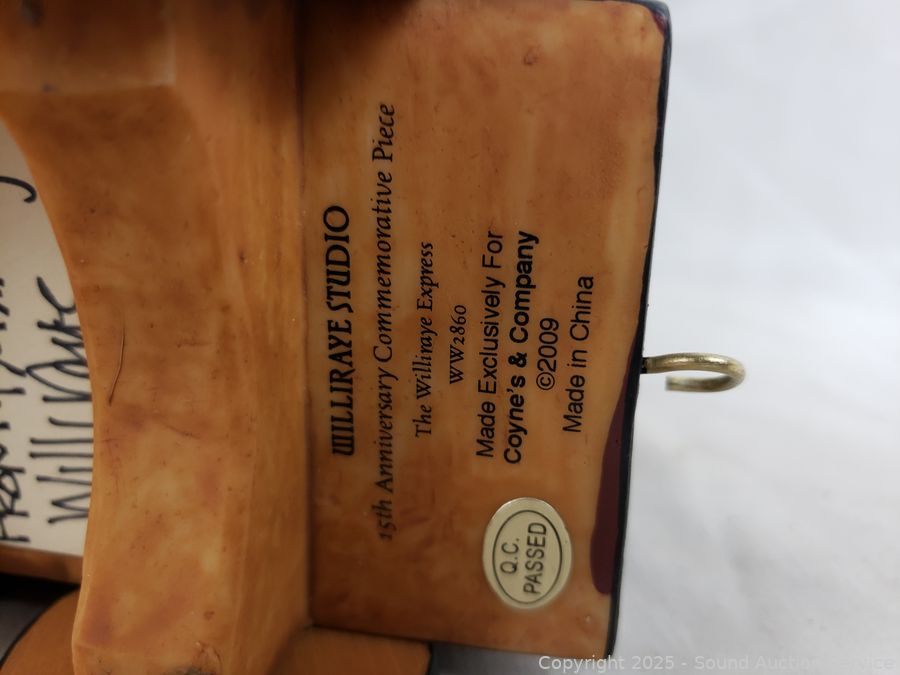 WILLIRAYE STUDIO
15th Anniversary Commemorative Piece
The Williraye Express
WW2860
Made Exclusively For
Coyne's & Company
©2009
Made in China
Q.C.
PASSED
Copyright 2025 - Sound Auction Service